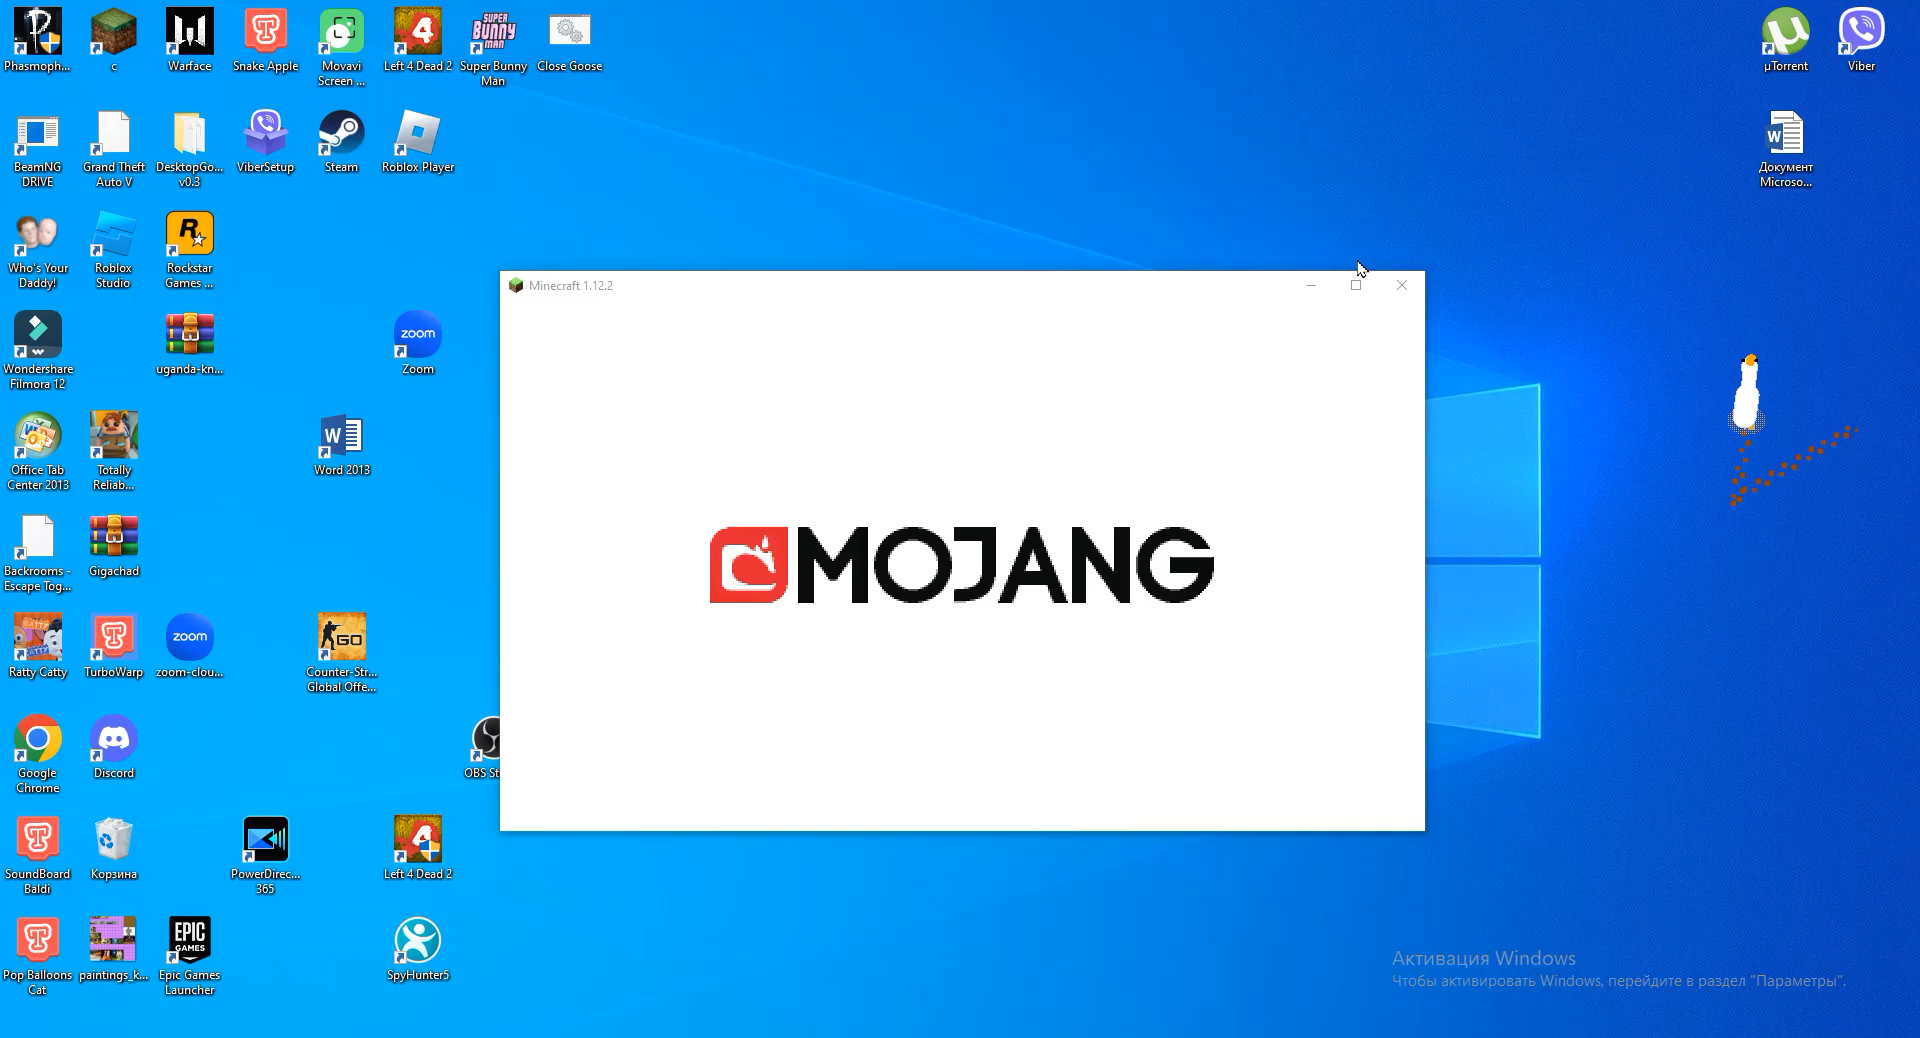 Phasmoph...
c
Warface
Snake Apple
Movavi
Screen ...
Left 4 Dead 2
SUPER
BUNNY
MAN
Super Bunny
Man
Close Goose
µTorrent
Viber
BeamNG
DRIVE
Grand Theft
Auto V
DesktopGo...
v0.3
ViberSetup
Steam
Roblox Player
Документ
Microso...
Who's Your
Daddy!
Roblox
Studio
Rockstar
Games ...
Minecraft 1.12.2
Wondershare
Filmora 12
uganda-kn...
zoom
Zoom
Office Tab
Center 2013
Totally
Reliab...
Word 2013
Backrooms -
Escape Tog...
Gigachad
MOJANG
Ratty Catty
TurboWarp
zoom
zoom-clou...
GO
Counter-Str...
Global Offe...
Google
Chrome
Discord
OBS St
SoundBoard
Baldi
Корзина
PowerDirec...
365
Left 4 Dead 2
Pop Balloons
Cat
paintings_k...
EPIC
GAMES
Epic Games
Launcher
SpyHunter5
Активация Windows
Чтобы активировать Windows, перейдите в раздел "Параметры".